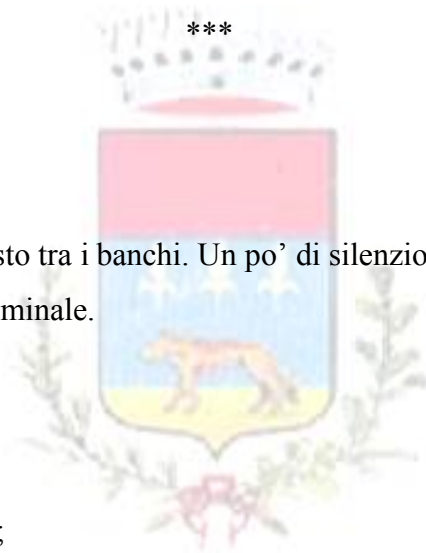 ***
sto tra i banchi. Un po’ di silenzio
minale.
;